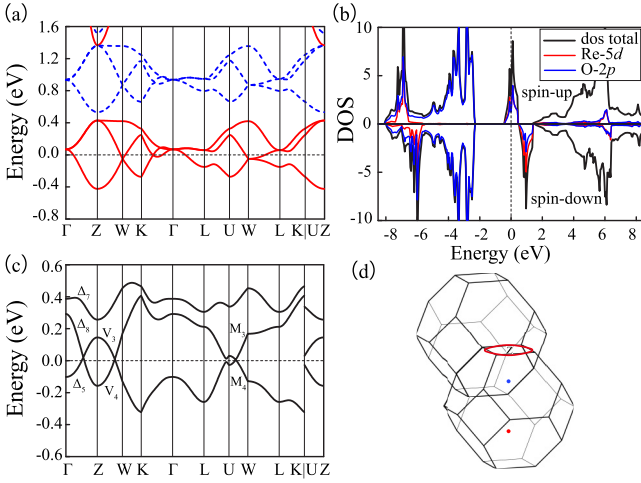 (a)
Energy (eV)
1.6
1.2
0.8
0.4
0.0
-0.4
-0.8
Γ Z W K Γ L U W L K|U Z
(b)
DOS
10
5
0
-5
-10
dos total
Re-5d
O-2p
spin-up
spin-down
-8 -6 -4 -2 0 2 4 6 8
Energy (eV)
(c)
Energy (eV)
0.6
0.4
0.2
0.0
-0.2
-0.4
-0.6
Δ7
Δ8
Δ5
V3
V4
M3
M4
Γ Z W K Γ L U W L K|U Z
(d)
Z